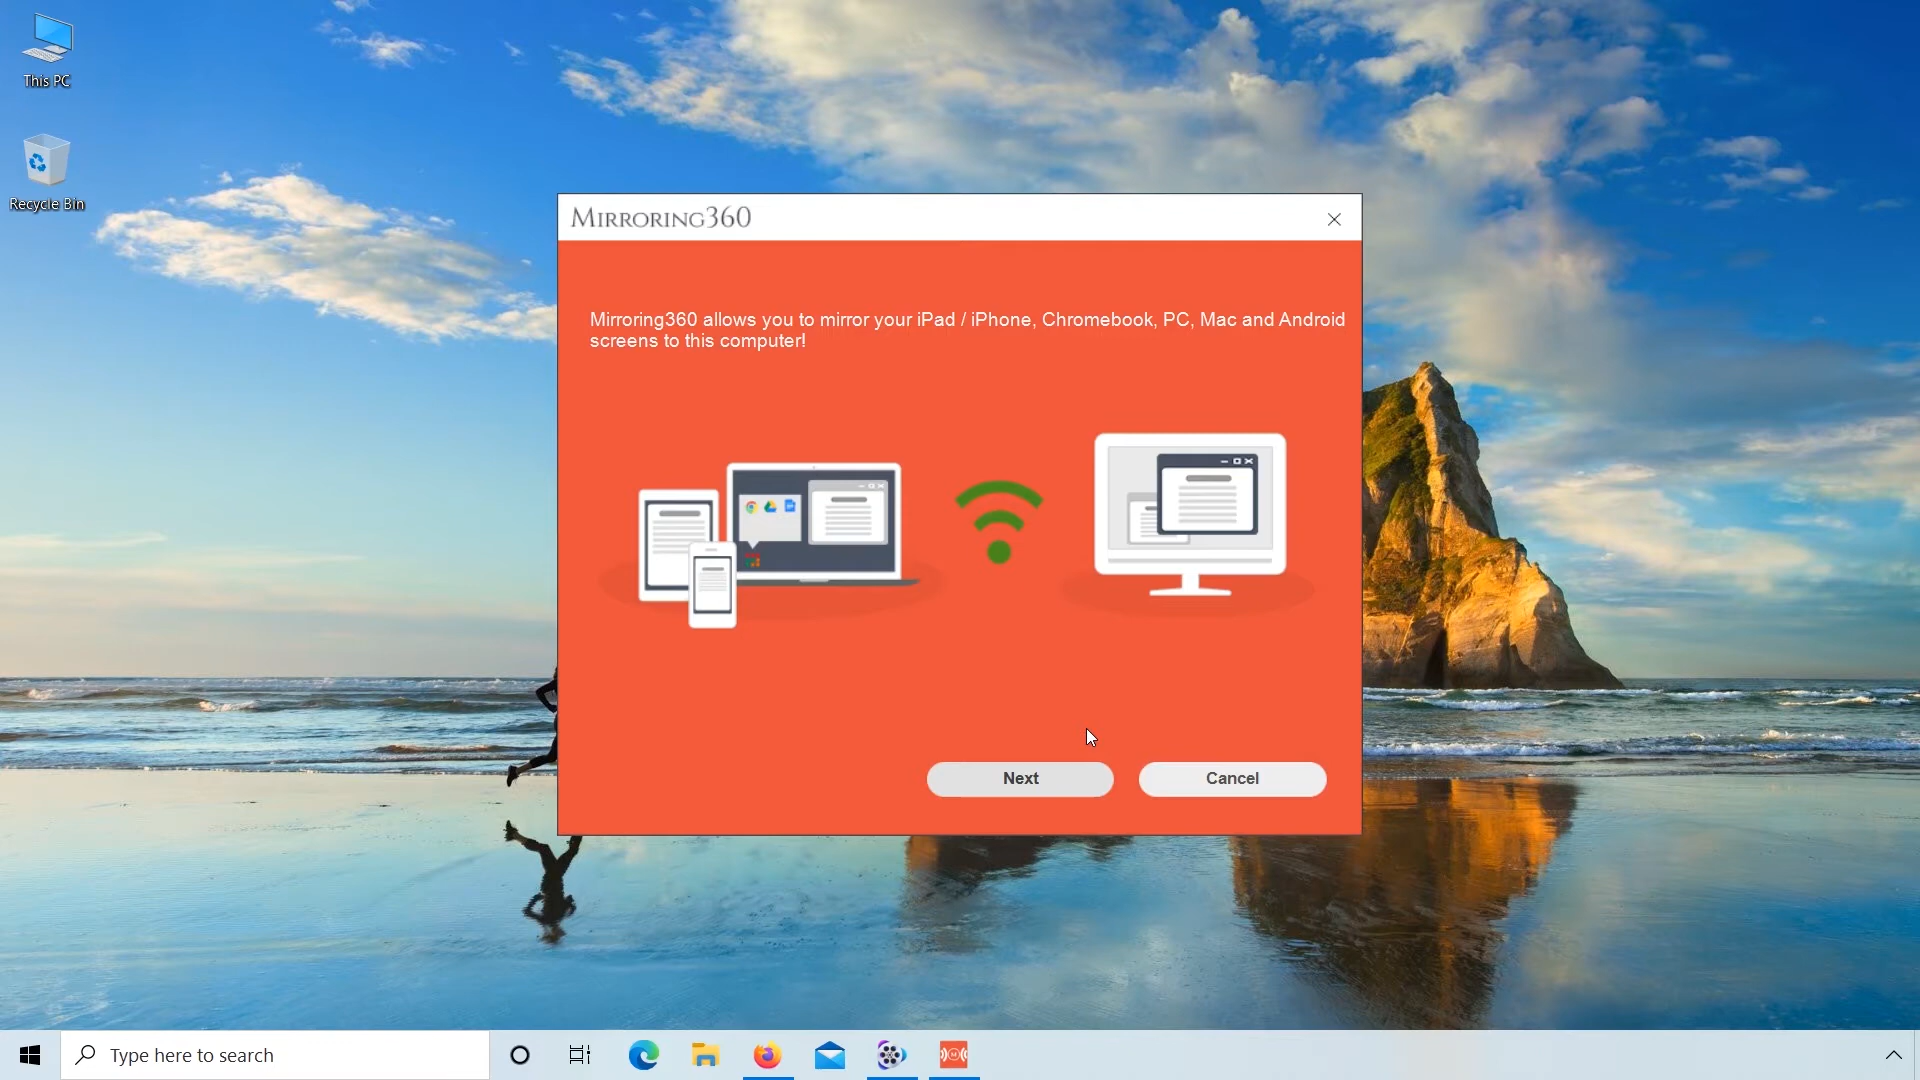 This PC
Recycle Bin
MIRRORING360
Mirroring360 allows you to mirror your iPad / iPhone, Chromebook, PC, Mac and Android
screens to this computer!
Next
Cancel
Type here to search